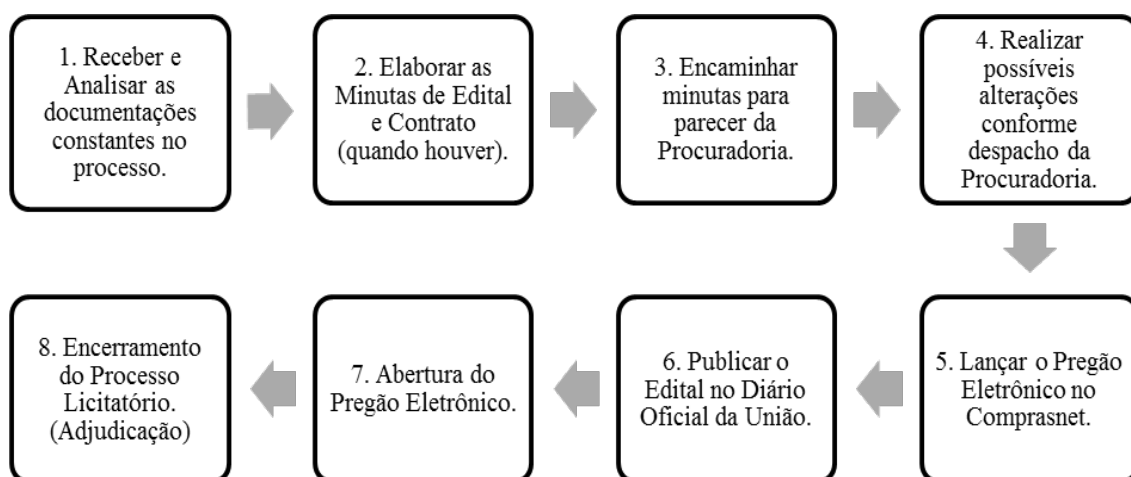 1. Receber e
Analisar as
documentações
constantes no
processo.
2. Elaborar as
Minutas de Edital
e Contrato
(quando houver).
3. Encaminhar
minutas para
parecer da
Procuradoria.
4. Realizar
possíveis
alterações
conforme
despacho da
Procuradoria.
5. Lançar o Pregão
Eletrônico no
Comprasnet.
6. Publicar o
Edital no Diário
Oficial da União.
7. Abertura do
Pregão Eletrônico.
8. Encerramento
do Processo
Licitatório.
(Adjudicação)